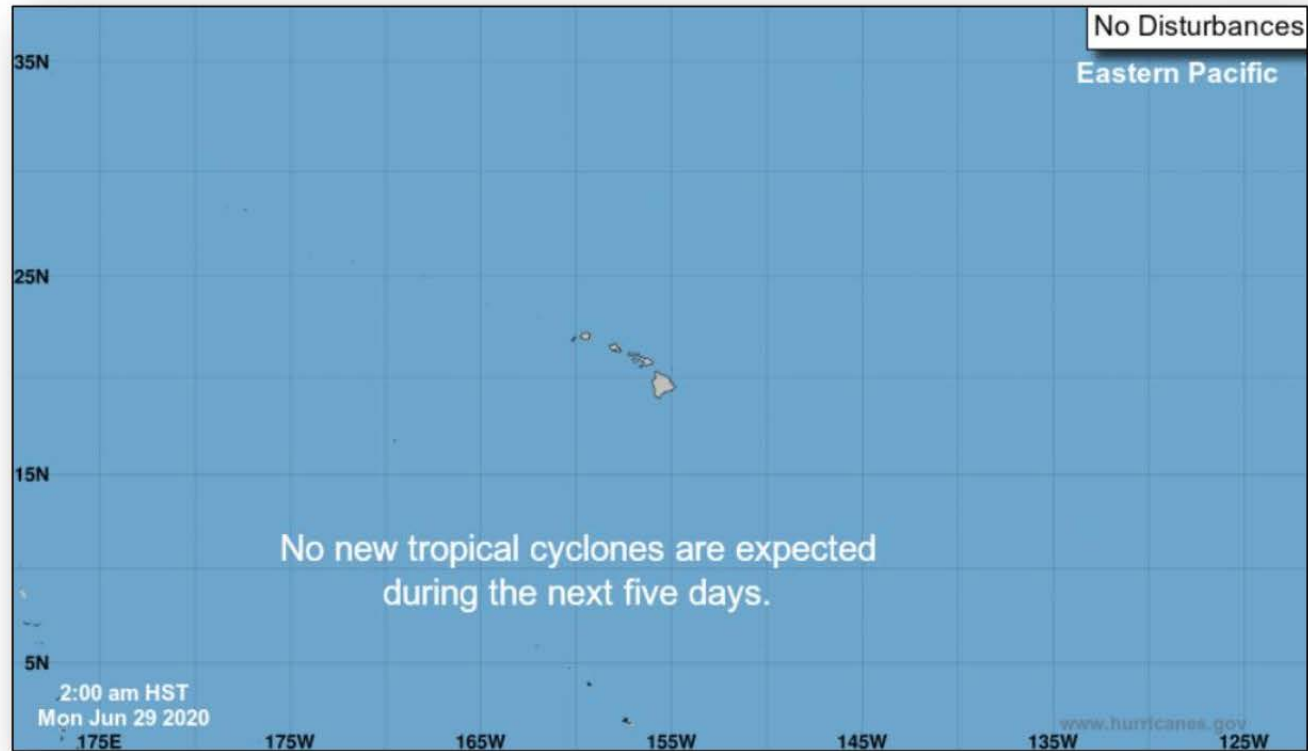 No Disturbances
Eastern Pacific
35N
25N
15N
No new tropical cyclones are expected
during the next five days.
5N
2:00 am HST
Mon Jun 29 2020
www.hurricanes.gov
175E 175W 165W 155W 145W 135W 125W